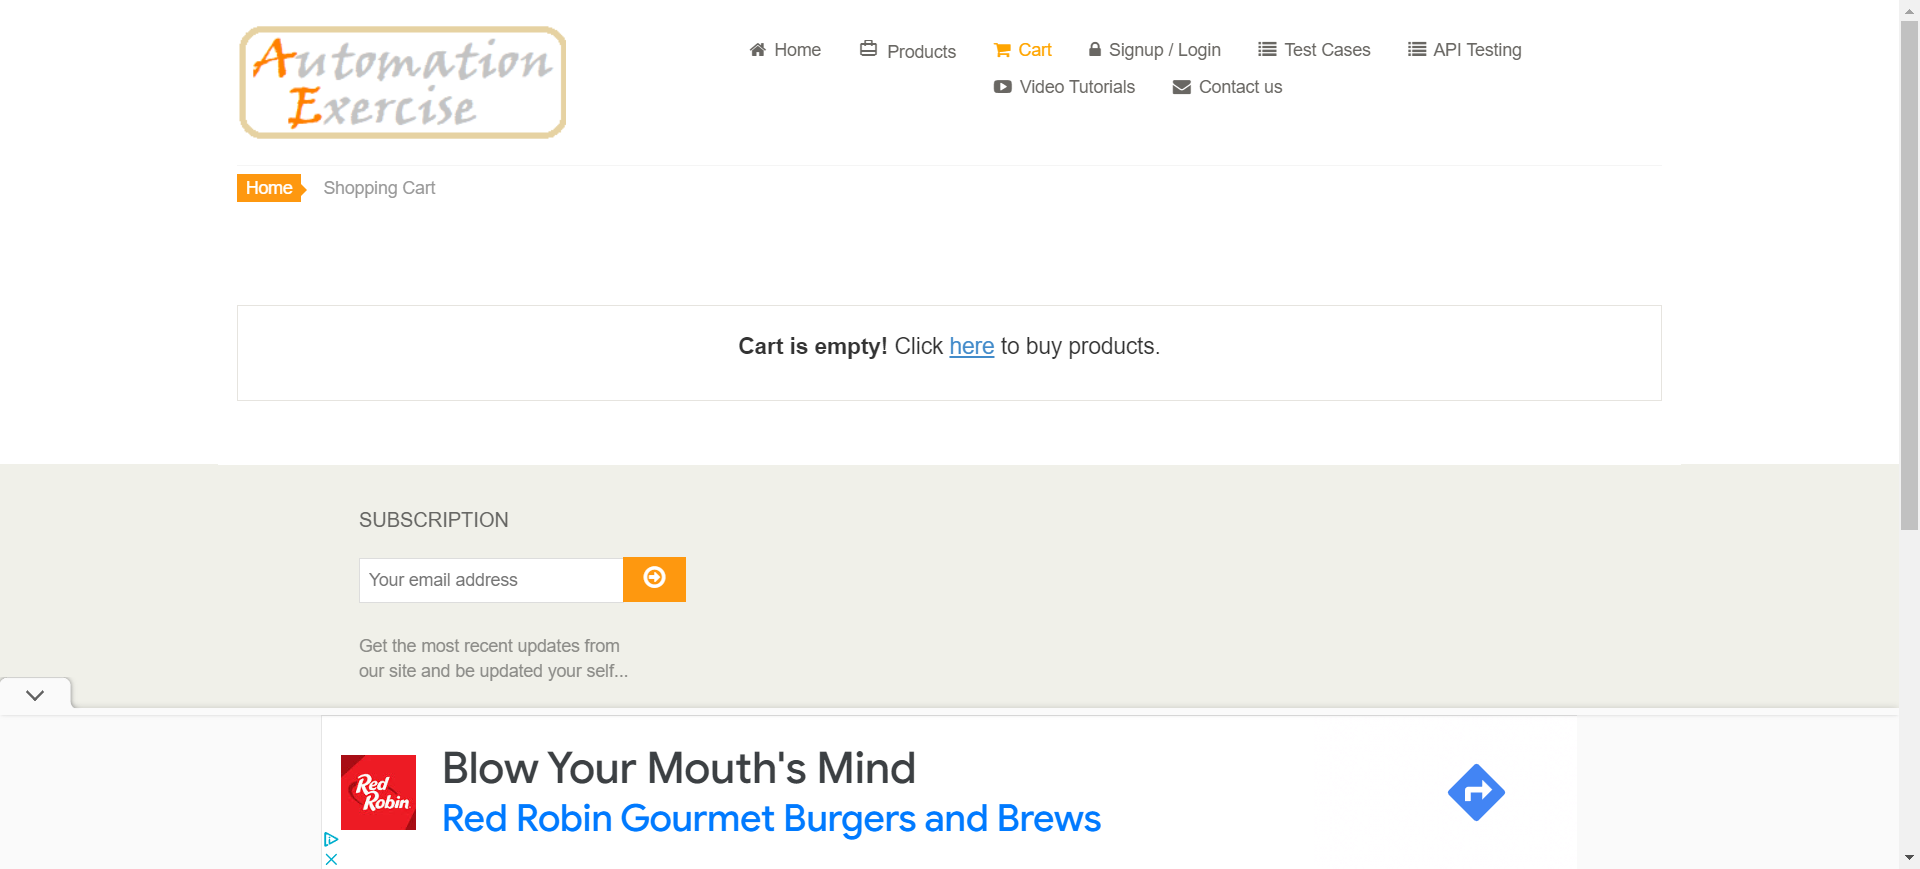 Automation
Exercise
Home
Products
Cart
Signup / Login
Test Cases
API Testing
Video Tutorials
Contact us
Home
Shopping Cart
Cart is empty! Click here to buy products.
SUBSCRIPTION
Your email address
Get the most recent updates from
our site and be updated your self...
Red
Robin
Blow Your Mouth's Mind
Red Robin Gourmet Burgers and Brews